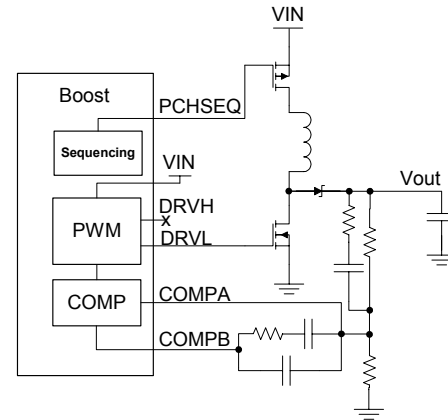 VIN
Boost
PCHSEQ
Sequencing
VIN
DRVH
x
PWM
DRVL
Vout
COMP
COMPA
COMPB